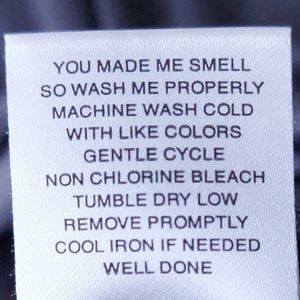 YOU MADE ME SMELL
SO WASH ME PROPERLY
MACHINE WASH COLD
WITH LIKE COLORS
GENTLE CYCLE
NON CHLORINE BLEACH
TUMBLE DRY LOW
REMOVE PROMPTLY
COOL IRON IF NEEDED
WELL DONE